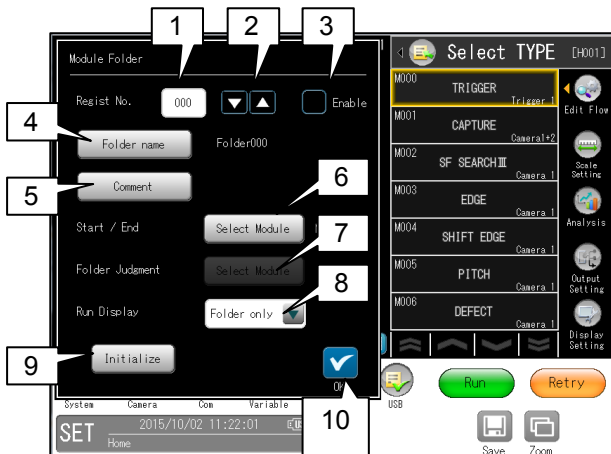 1
2
3
Module Folder
Regist No.
000
Enable
4
Folder name
Folder000
5
Comment
6
Start / End
Select Module
7
Folder Judgment
Select Module
8
Run Display
Folder only
9
Initialize
OK
10
Select TYPE
[H001]
M000
TRIGGER
Trigger 1
M001
CAPTURE
Camera1+2
M002
SF SEARCHⅢ
Camera 1
M003
EDGE
Camera 1
M004
SHIFT EDGE
Camera 1
M005
PITCH
Camera 1
M006
DEFECT
Camera 1
Edit Flow
Scale
Setting
Analysis
Output
Setting
Display
Setting
System
Camera
Com
Variable
SET
2015/10/02 11:22:01
Home
USB
Run
Retry
Save
Zoom